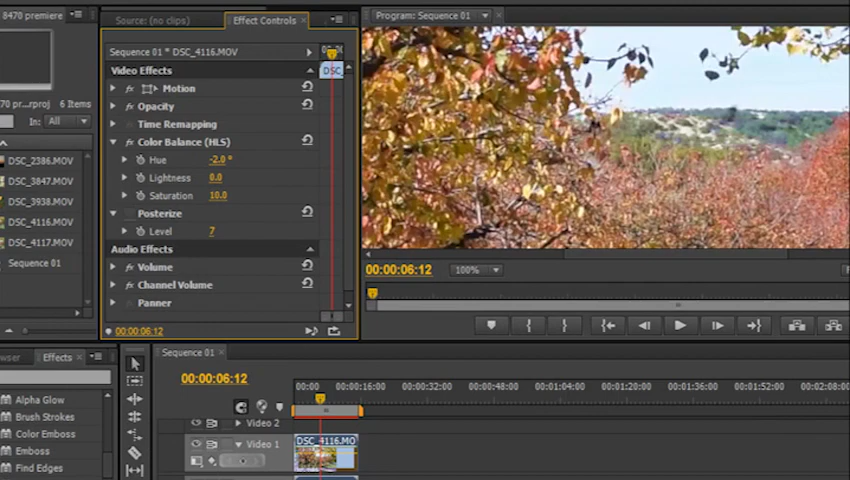 8470 premiere
Source: (no clips)
Effect Controls
Program: Sequence 01
Sequence 01 * DSC_4116.MOV
Video Effects
DSC_
Motion
Opacity
Time Remapping
Color Balance (HLS)
Hue -2.0 °
Lightness 0.0
Saturation 10.0
Posterize
Level 7
Audio Effects
Volume
Channel Volume
Panner
00:00:06:12
70 pr...rproj 6 Items
In: All
DSC_2386.MOV
DSC_3847.MOV
DSC_3938.MOV
DSC_4116.MOV
DSC_4117.MOV
Sequence 01
00:00:06:12
100%
wser
Effects
Alpha Glow
Brush Strokes
Color Emboss
Emboss
Find Edges
Sequence 01
00:00:06:12
00:00 00:00:16:00 00:00:32:00 00:00:48:00 00:01:04:00 00:01:20:00 00:01:36:00 00:01:52:00 00:02:08:00
Video 2
Video 1
DSC_4116.MO